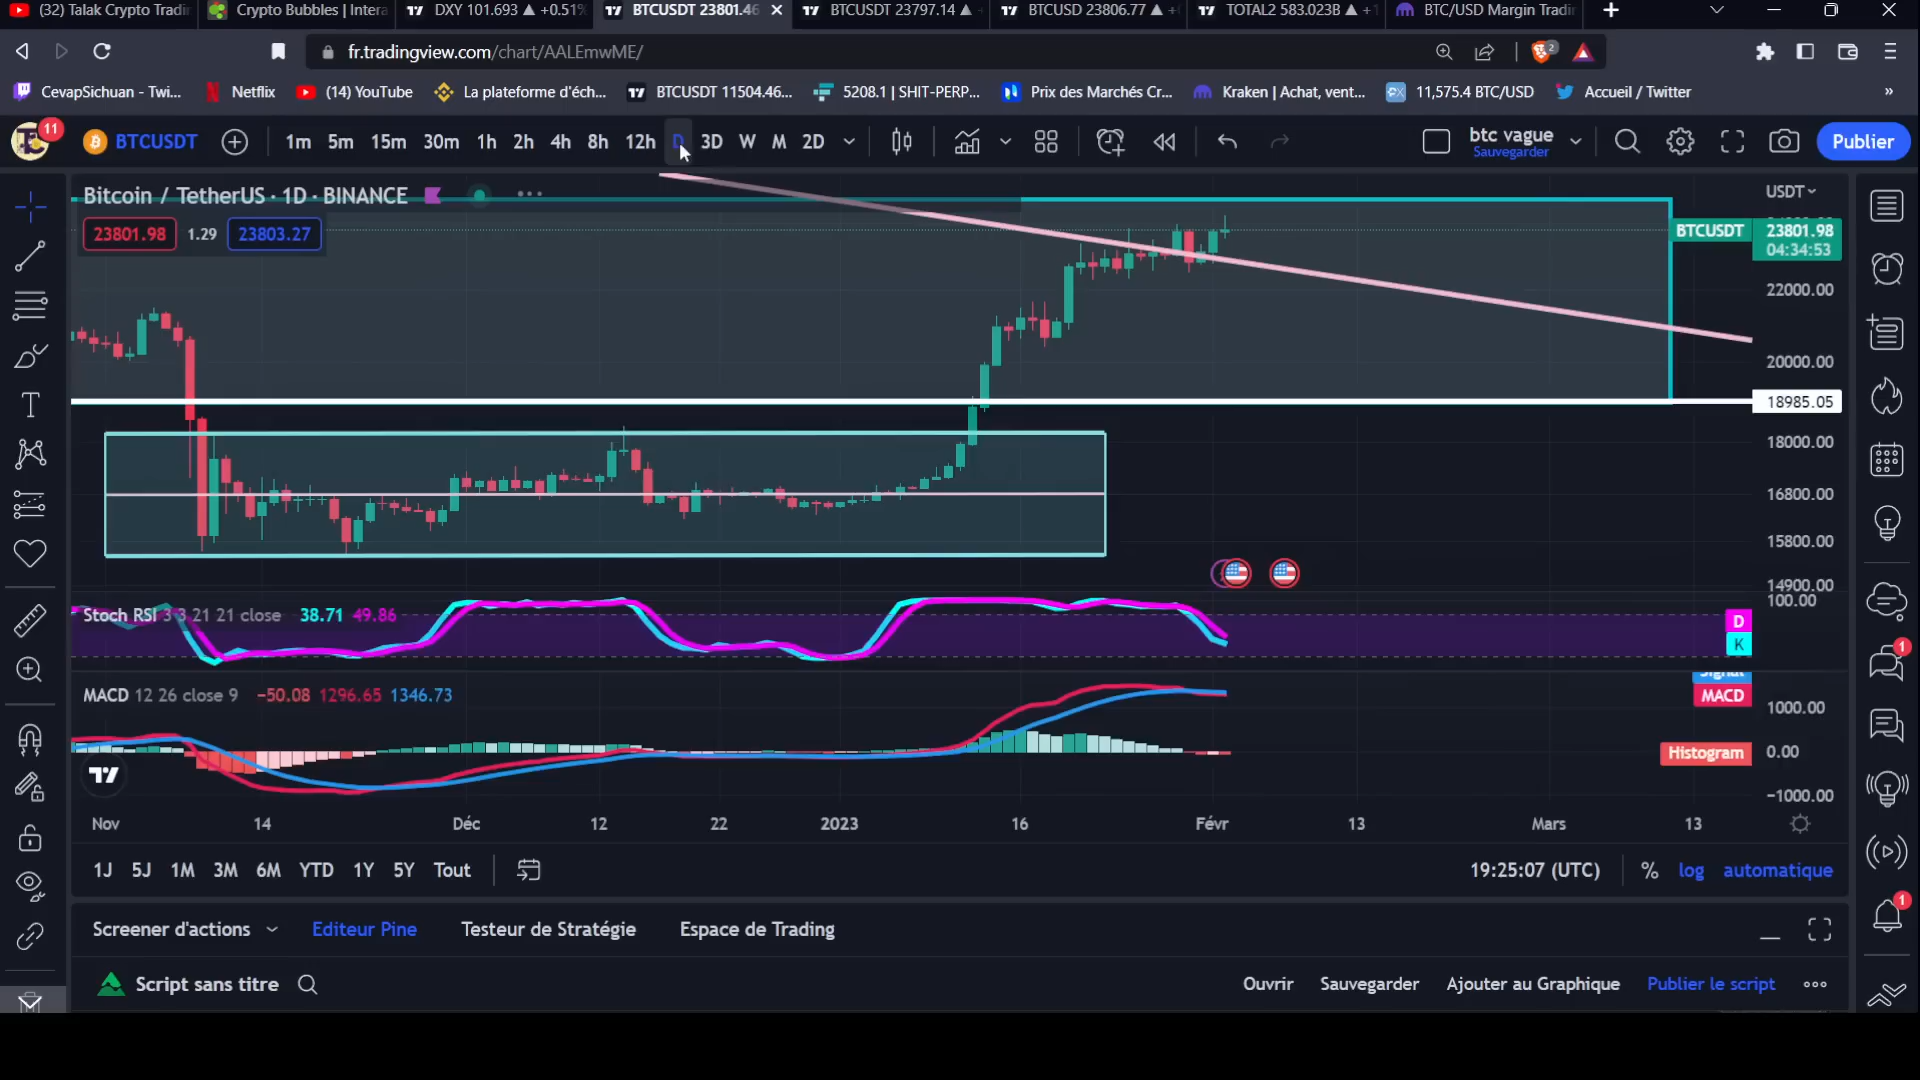 (32) Talak Crypto Tradi
Crypto Bubbles | Intera
DXY 101.693 ▲ +0.51%
BTCUSDT 23801.46
BTCUSDT 23797.14 ▲
BTCUSD 23806.77 ▲ +
TOTAL2 583.023B ▲ +
BTC/USD Margin Tradin
fr.tradingview.com/chart/AALEmwME/
2
CevapSichuan - Twi...
Netflix
(14) YouTube
La plateforme d'éch...
BTCUSDT 11504.46...
5208.1 | SHIT-PERP...
Prix des Marchés Cr...
Kraken | Achat, vent...
11,575.4 BTC/USD
Accueil / Twitter
»
11
BTCUSDT
1m 5m 15m 30m 1h 2h 4h 8h 12h D 3D W M 2D
btc vague
Sauvegarder
Publier
Bitcoin / TetherUS · 1D · BINANCE
USDT
23801.98 1.29 23803.27
BTCUSDT
23801.98
04:34:53
22000.00
20000.00
18985.05
18000.00
16800.00
15800.00
14900.00
100.00
Stoch RSI 3 3 21 21 close 38.71 49.86
D
K
MACD 12 26 close 9 −50.08 1296.65 1346.73
Signal
MACD
1000.00
Histogram
0.00
−1000.00
Nov 14 Déc 12 22 2023 16 Févr 13 Mars 13
1J 5J 1M 3M 6M YTD 1Y 5Y Tout
19:25:07 (UTC)
% log automatique
Screener d'actions
Editeur Pine
Testeur de Stratégie
Espace de Trading
Script sans titre
Ouvrir
Sauvegarder
Ajouter au Graphique
Publier le script
1
1